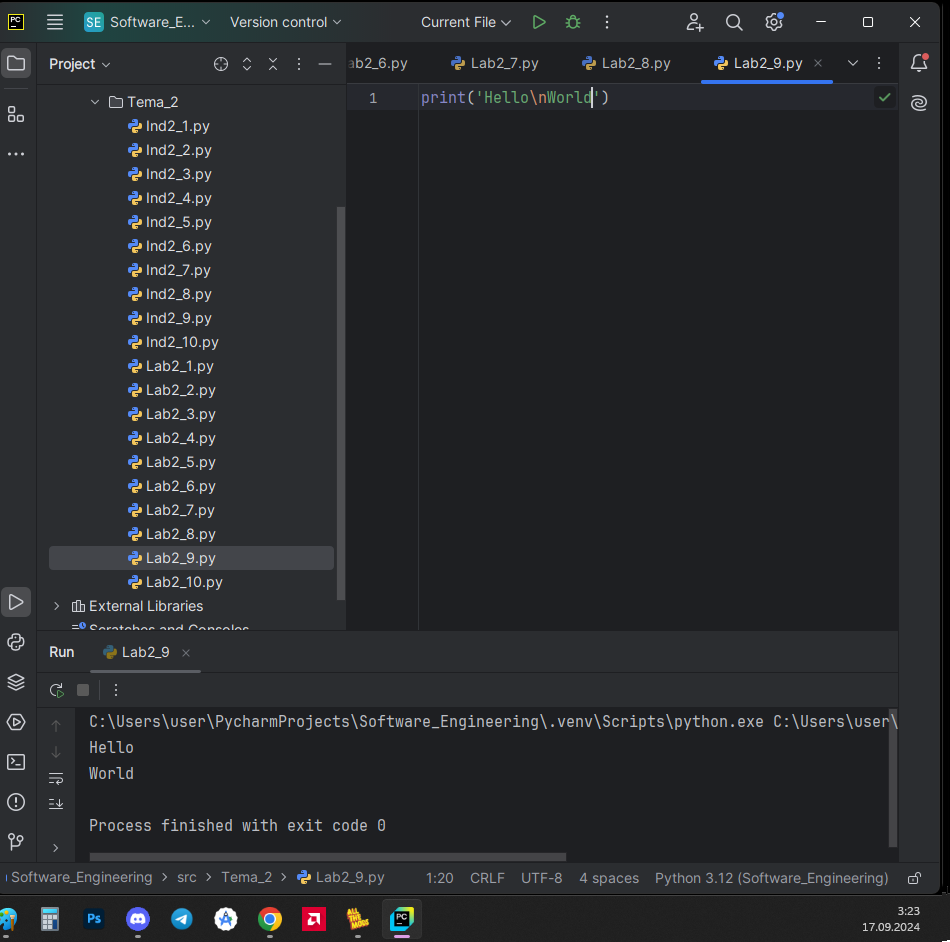 PC SE Software_E... Version control Current File
Project
ab2_6.py Lab2_7.py Lab2_8.py Lab2_9.py
1 print('Hello\nWorld')
Tema_2
Ind2_1.py
Ind2_2.py
Ind2_3.py
Ind2_4.py
Ind2_5.py
Ind2_6.py
Ind2_7.py
Ind2_8.py
Ind2_9.py
Ind2_10.py
Lab2_1.py
Lab2_2.py
Lab2_3.py
Lab2_4.py
Lab2_5.py
Lab2_6.py
Lab2_7.py
Lab2_8.py
Lab2_9.py
Lab2_10.py
External Libraries
Scratches and Consoles
Run Lab2_9
C:\Users\user\PycharmProjects\Software_Engineering\.venv\Scripts\python.exe C:\Users\user\
Hello
World
Process finished with exit code 0
Software_Engineering src Tema_2 Lab2_9.py 1:20 CRLF UTF-8 4 spaces Python 3.12 (Software_Engineering)
Ps ALL THE MODS PC
3:23
17.09.2024